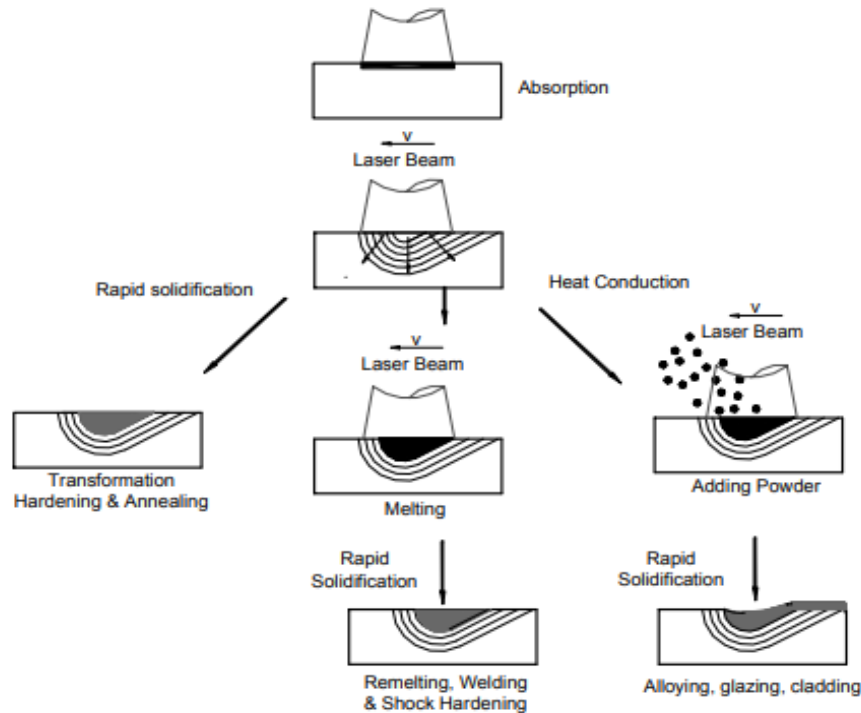 Absorption
v
Laser Beam
Rapid solidification
Heat Conduction
v
Laser Beam
v
Laser Beam
Transformation
Hardening & Annealing
Melting
Adding Powder
Rapid
Solidification
Rapid
Solidification
Remelting, Welding
& Shock Hardening
Alloying, glazing, cladding